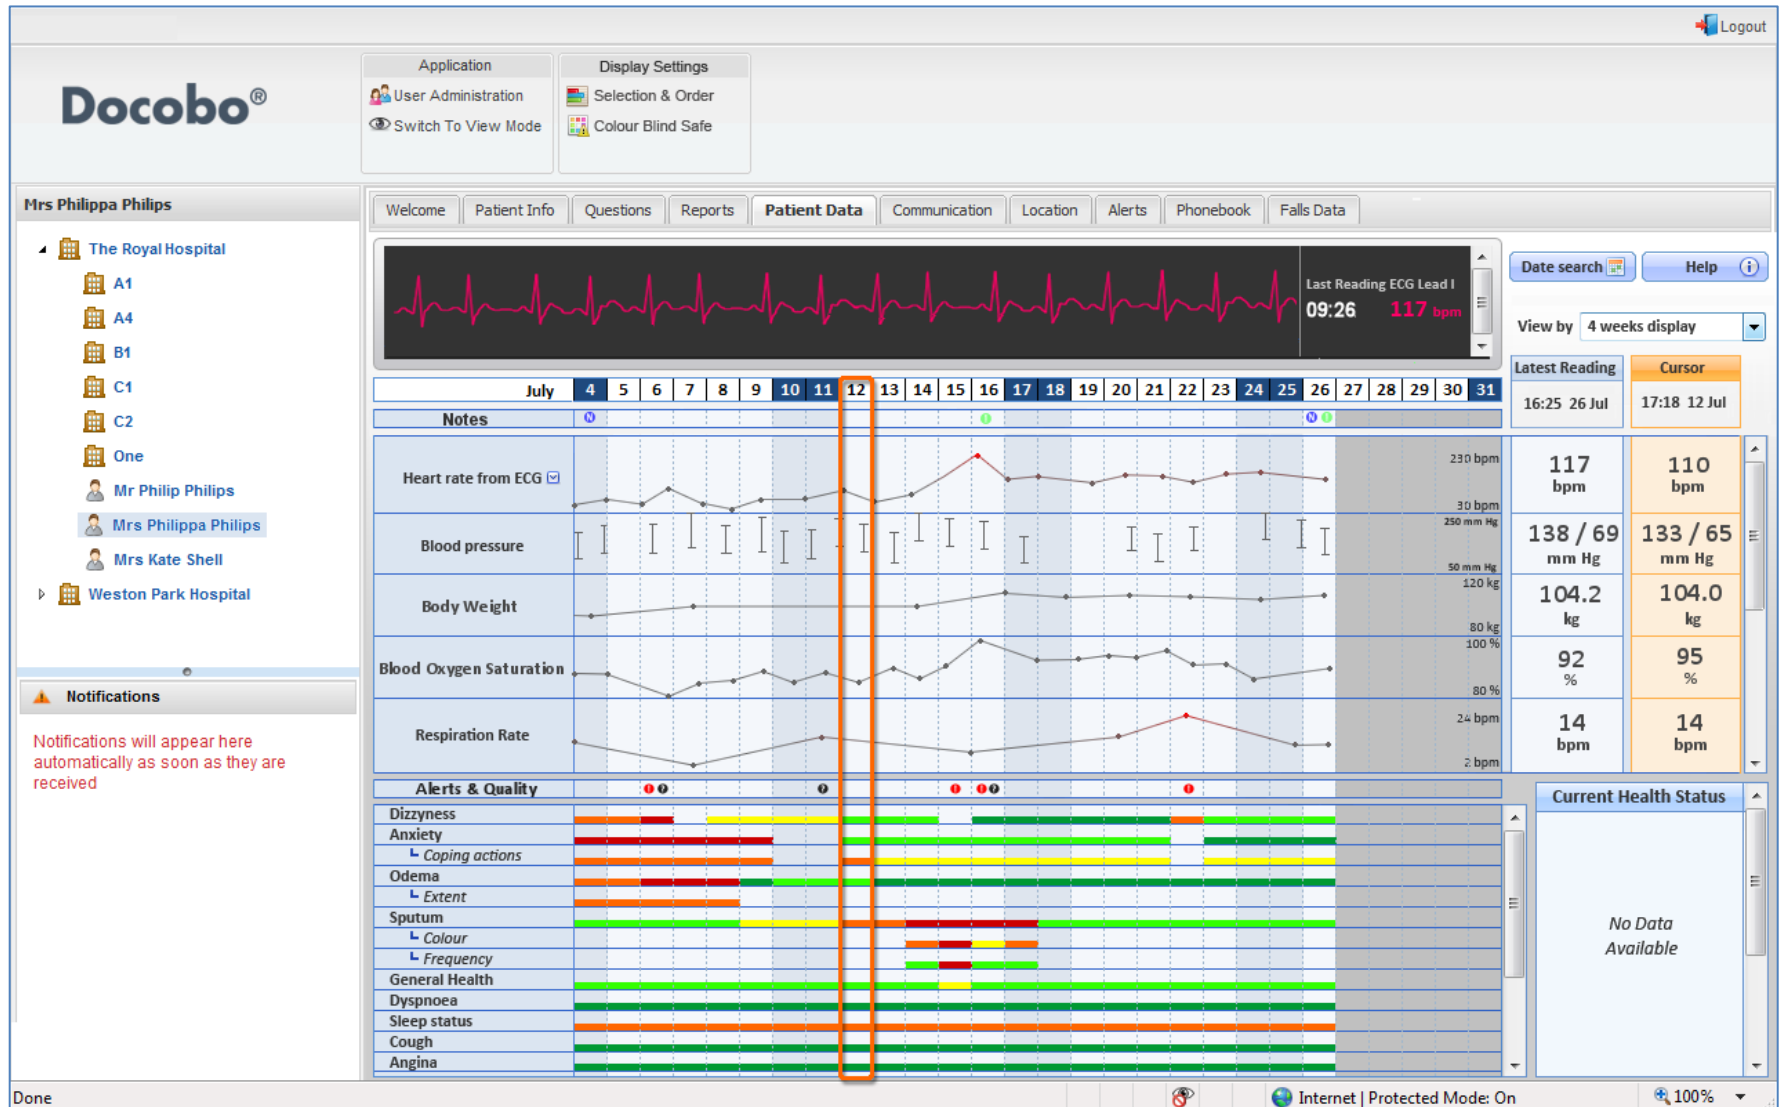 Logout
Docobo®
Application
User Administration
Switch To View Mode
Display Settings
Selection & Order
Colour Blind Safe
Mrs Philippa Philips
The Royal Hospital
A1
A4
B1
C1
C2
One
Mr Philip Philips
Mrs Philippa Philips
Mrs Kate Shell
Weston Park Hospital
Notifications
Notifications will appear here
automatically as soon as they are
received
Welcome Patient Info Questions Reports Patient Data Communication Location Alerts Phonebook Falls Data
Last Reading ECG Lead I
09:26 117 bpm
Date search
Help
View by 4 weeks display
Latest Reading Cursor
16:25 26 Jul 17:18 12 Jul
July 4 5 6 7 8 9 10 11 12 13 14 15 16 17 18 19 20 21 22 23 24 25 26 27 28 29 30 31
Notes N N
Heart rate from ECG
230 bpm
30 bpm
117 bpm
110 bpm
Blood pressure
250 mm Hg
50 mm Hg
138 / 69 mm Hg
133 / 65 mm Hg
Body Weight
120 kg
80 kg
104.2 kg
104.0 kg
Blood Oxygen Saturation
100 %
80 %
92 %
95 %
Respiration Rate
24 bpm
2 bpm
14 bpm
14 bpm
Alerts & Quality
Dizzyness
Anxiety
Coping actions
Odema
Extent
Sputum
Colour
Frequency
General Health
Dyspnoea
Sleep status
Cough
Angina
Current Health Status
No Data
Available
Done
Internet | Protected Mode: On
100%